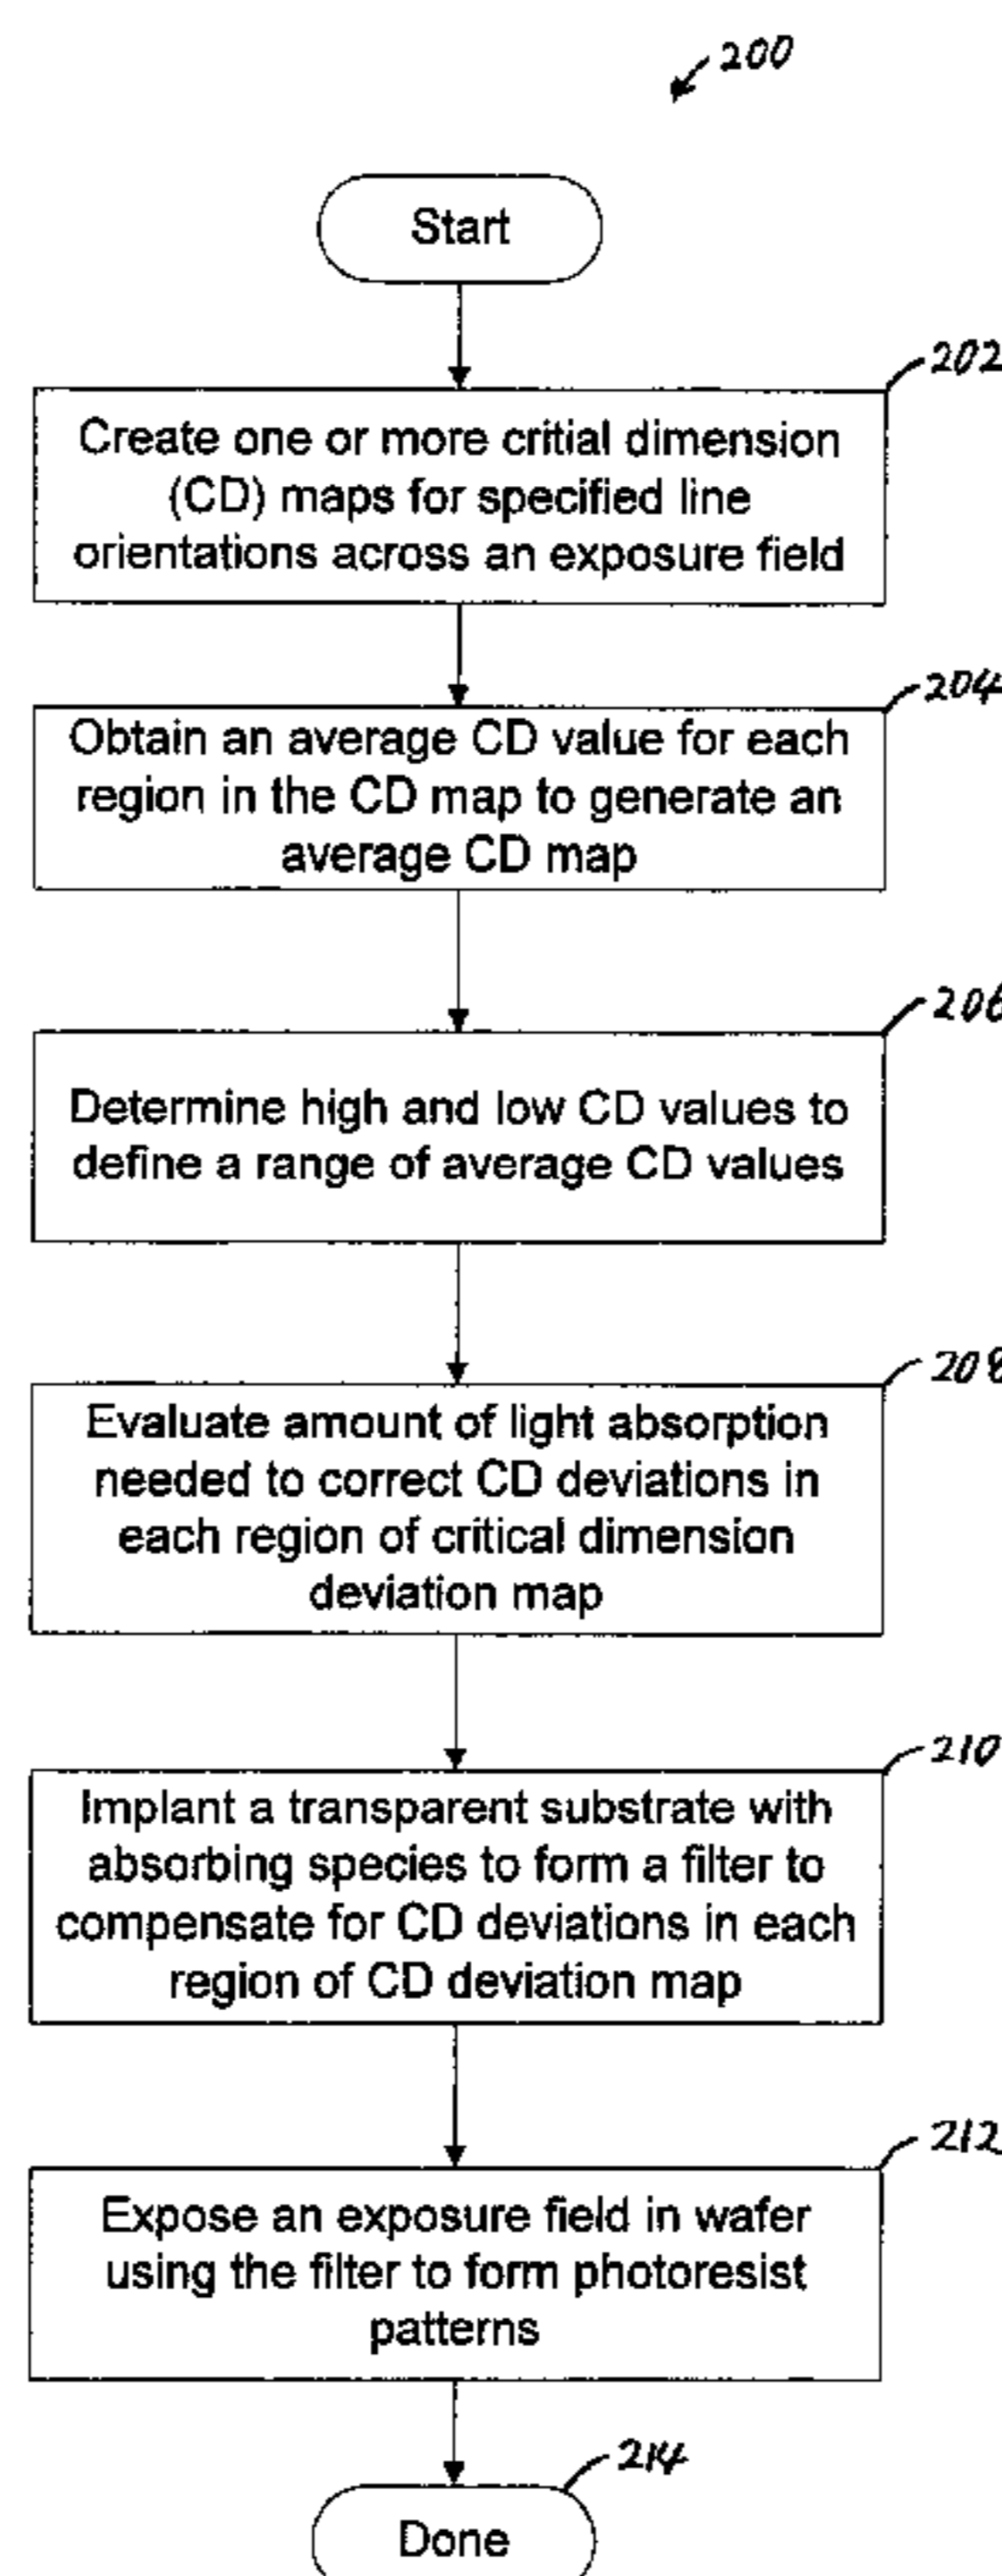 200
Start
202
Create one or more critial dimension
(CD) maps for specified line
orientations across an exposure field
204
Obtain an average CD value for each
region in the CD map to generate an
average CD map
206
Determine high and low CD values to
define a range of average CD values
208
Evaluate amount of light absorption
needed to correct CD deviations in
each region of critical dimension
deviation map
210
Implant a transparent substrate with
absorbing species to form a filter to
compensate for CD deviations in each
region of CD deviation map
212
Expose an exposure field in wafer
using the filter to form photoresist
patterns
214
Done